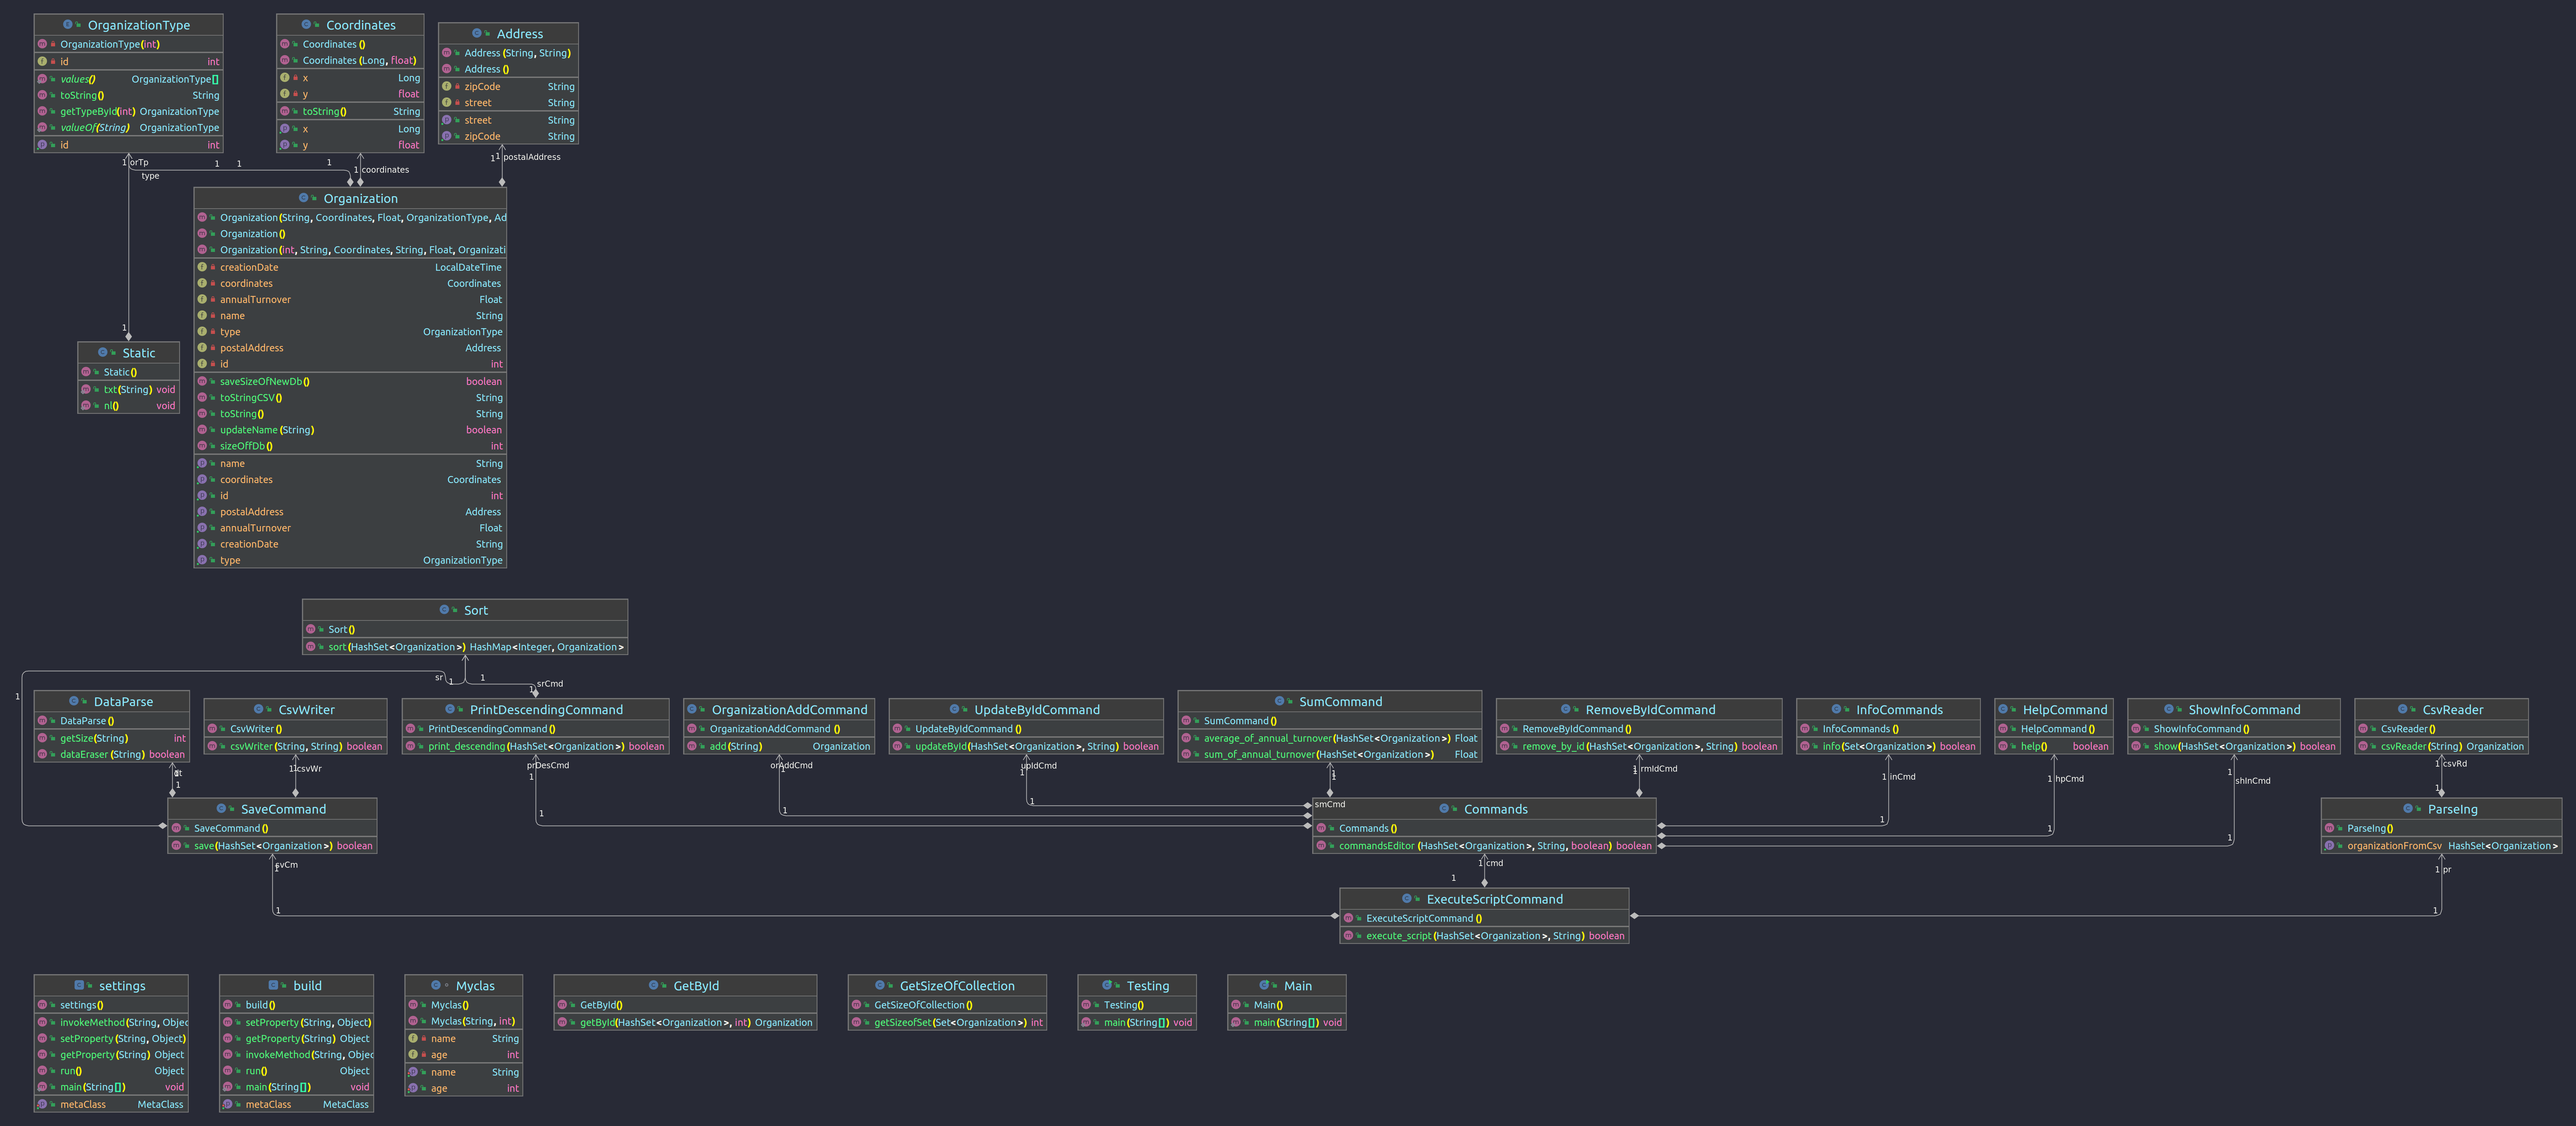 OrganizationType
OrganizationType(int)
id int
values() OrganizationType[]
toString() String
getTypeById(int) OrganizationType
valueOf(String) OrganizationType
id int
Coordinates
Coordinates()
Coordinates(Long, float)
x Long
y float
toString() String
x Long
y float
Address
Address(String, String)
Address()
zipCode String
street String
street String
zipCode String
1 orTp
type
1 1
1
1 coordinates
1 1 postalAddress
Organization
Organization(String, Coordinates, Float, OrganizationType, Ad
Organization()
Organization(int, String, Coordinates, String, Float, Organizati
creationDate LocalDateTime
coordinates Coordinates
annualTurnover Float
name String
type OrganizationType
postalAddress Address
id int
saveSizeOfNewDb() boolean
toStringCSV() String
toString() String
updateName(String) boolean
sizeOffDb() int
name String
coordinates Coordinates
id int
postalAddress Address
annualTurnover Float
creationDate String
type OrganizationType
1
Static
Static()
txt(String) void
nl() void
Sort
Sort()
sort(HashSet<Organization>) HashMap<Integer, Organization>
sr 1 1 srCmd
1
1
DataParse
DataParse()
getSize(String) int
dataEraser(String) boolean
CsvWriter
CsvWriter()
csvWriter(String, String) boolean
PrintDescendingCommand
PrintDescendingCommand()
print_descending(HashSet<Organization>) boolean
OrganizationAddCommand
OrganizationAddCommand()
add(String) Organization
UpdateByIdCommand
UpdateByIdCommand()
updateById(HashSet<Organization>, String) boolean
SumCommand
SumCommand()
average_of_annual_turnover(HashSet<Organization>) Float
sum_of_annual_turnover(HashSet<Organization>) Float
RemoveByIdCommand
RemoveByIdCommand()
remove_by_id(HashSet<Organization>, String) boolean
InfoCommands
InfoCommands()
info(Set<Organization>) boolean
HelpCommand
HelpCommand()
help() boolean
ShowInfoCommand
ShowInfoCommand()
show(HashSet<Organization>) boolean
CsvReader
CsvReader()
csvReader(String) Organization
1
1 1 csvWr
prDesCmd
1
1
orAddCmd
1
1
upIdCmd
1
1
1
1
smCmd
1 rmIdCmd
1
1 inCmd
1
1 hpCmd
1
1 shInCmd
1
1 csvRd
1
SaveCommand
SaveCommand()
save(HashSet<Organization>) boolean
Commands
Commands()
commandsEditor(HashSet<Organization>, String, boolean) boolean
ParseIng
ParseIng()
organizationFromCsv HashSet<Organization>
svCm
1
1
1 cmd
1
1 pr
1
ExecuteScriptCommand
ExecuteScriptCommand()
execute_script(HashSet<Organization>, String) boolean
settings
settings()
invokeMethod(String, Objec
setProperty(String, Object)
getProperty(String) Object
run() Object
main(String[]) void
metaClass MetaClass
build
build()
setProperty(String, Object)
getProperty(String) Object
invokeMethod(String, Objec
run() Object
main(String[]) void
metaClass MetaClass
Myclas
Myclas()
Myclas(String, int)
name String
age int
name String
age int
GetById
GetById()
getById(HashSet<Organization>, int) Organization
GetSizeOfCollection
GetSizeOfCollection()
getSizeofSet(Set<Organization>) int
Testing
Testing()
main(String[]) void
Main
Main()
main(String[]) void